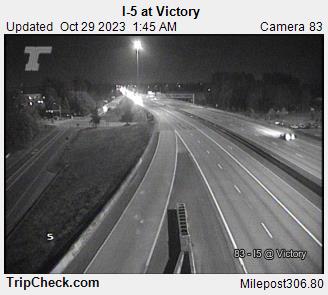 I-5 at Victory
Updated Oct 29 2023 1:45 AM Camera 83
T
S
83 - I5 @ Victory
TripCheck.com Milepost306.80